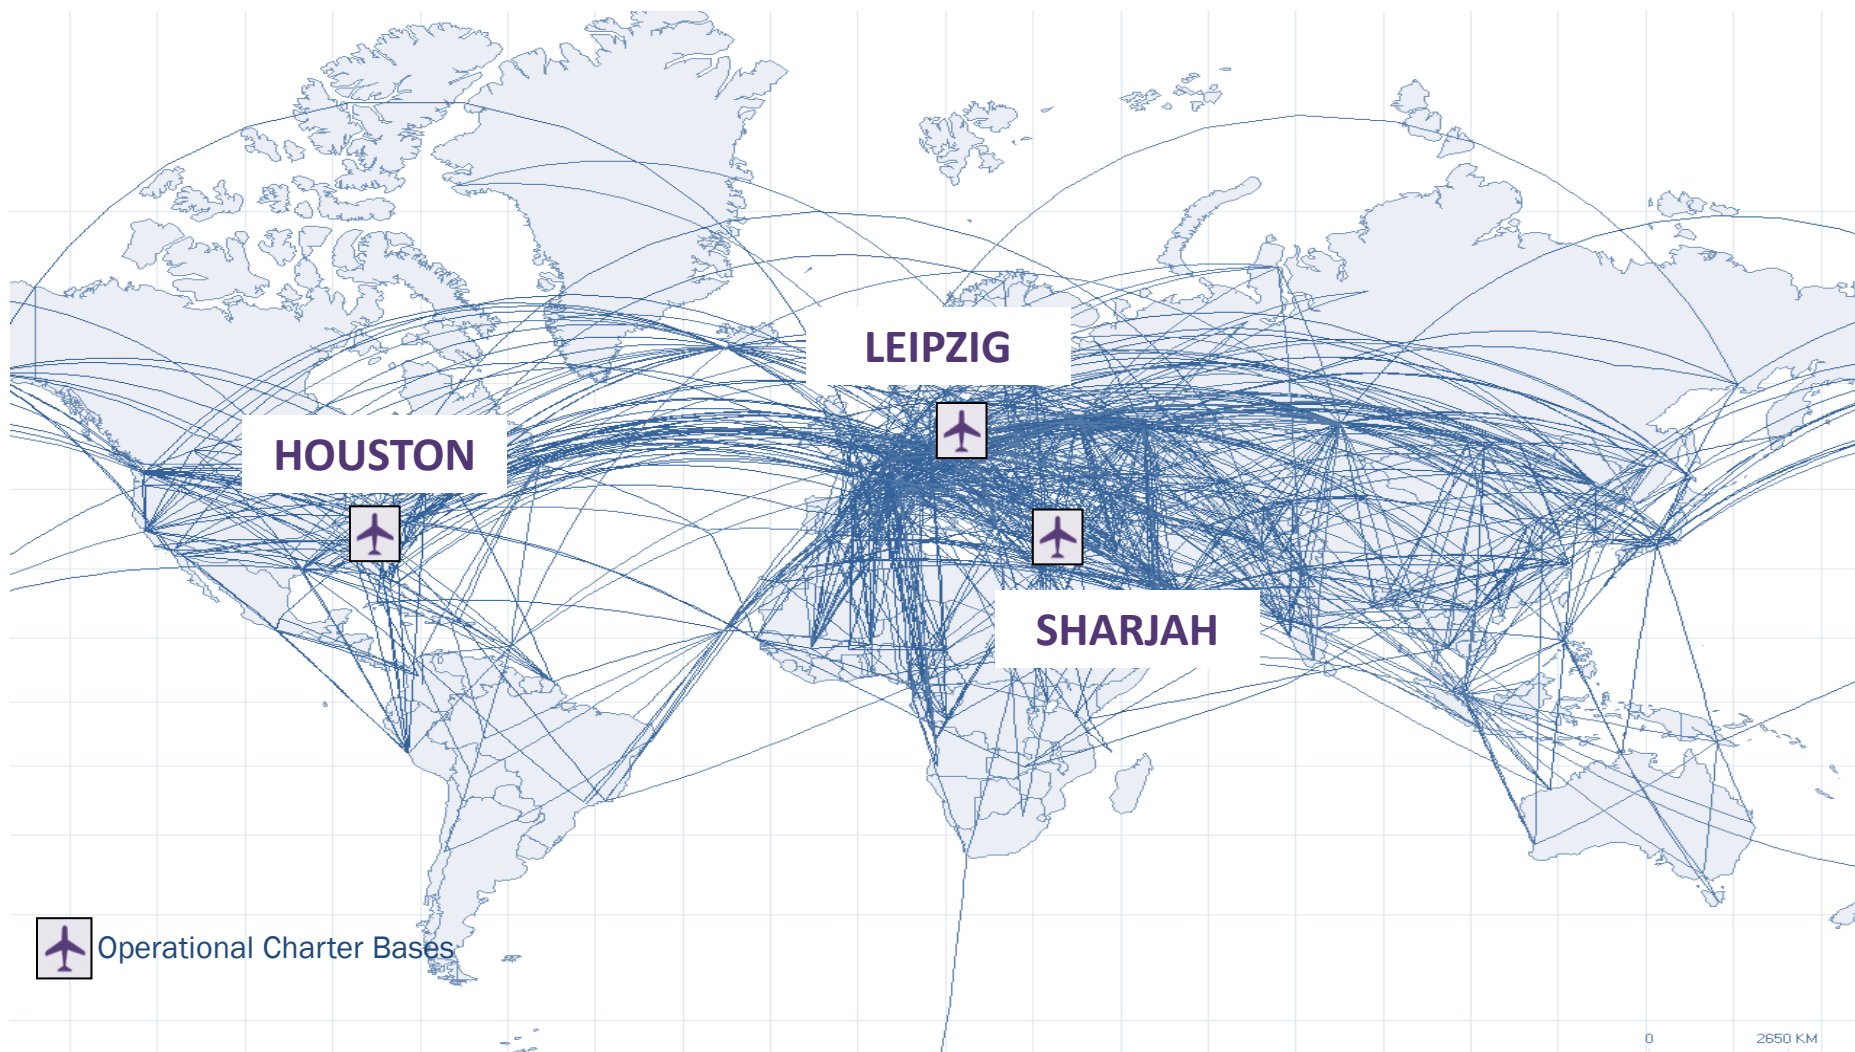 LEIPZIG
HOUSTON
SHARJAH
Operational Charter Bases
0 2650 KM